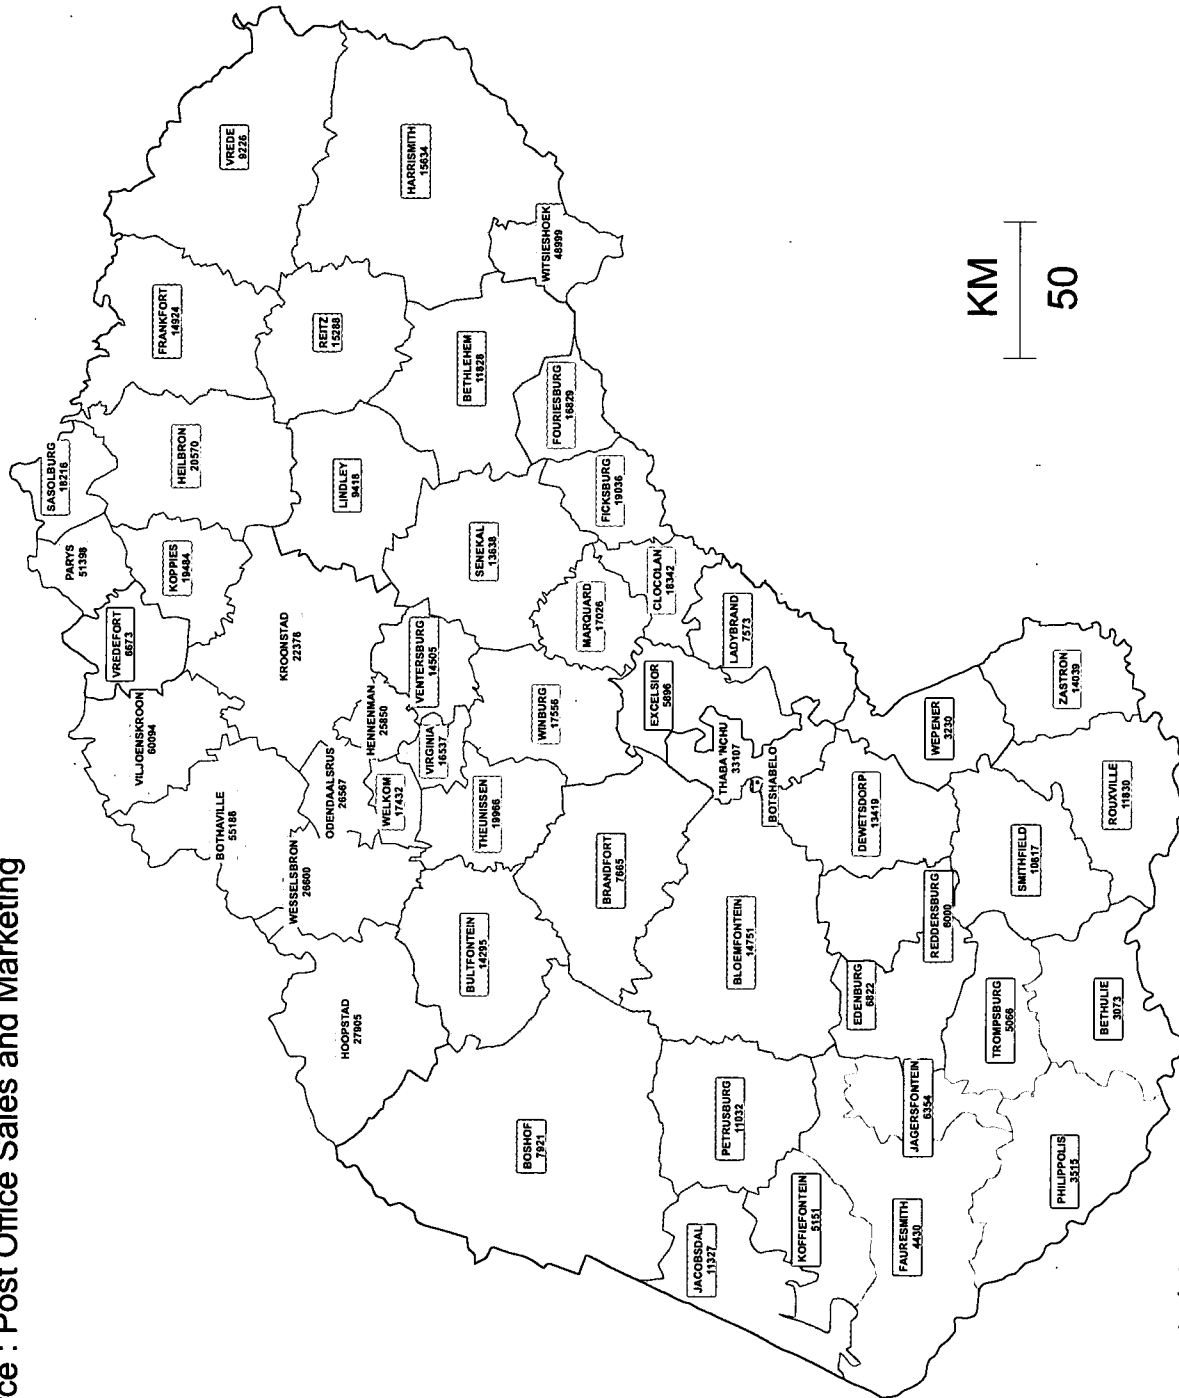 rce : Post Office Sales and Marketing
SASOLBURG
18216
PARYS
51398
VREDEFORT
6673
VILJOENSKROON
60094
KOPPIES
19484
HEILBRON
20570
FRANKFORT
14924
VREDE
9226
BOTHAVILLE
55186
KROONSTAD
22376
LINDLEY
9418
REITZ
15288
HARRISMITH
15634
WESSELSBRON
26600
ODENDAALSRUS
26567
HENNENMAN
25850
HOOPSTAD
27905
WELKOM
17432
VIRGINIA
16537
VENTERSBURG
14505
SENEKAL
13638
BETHLEHEM
11828
WITSIESHOEK
48999
BULTFONTEIN
14295
THEUNISSEN
19966
WINBURG
17556
MARQUARD
17026
FICKSBURG
19036
FOURIESBURG
16829
CLOCOLAN
18342
BOSHOF
7921
BRANDFORT
7665
EXCELSIOR
5896
LADYBRAND
7573
THABA'NCHU
33107
BOTSHABELO
BLOEMFONTEIN
14751
PETRUSBURG
11032
JACOBSDAL
11327
KOFFIEFONTEIN
5151
EDENBURG
6822
DEWETSDORP
13419
WEPENER
3230
REDDERSBURG
6000
JAGERSFONTEIN
6354
FAURESMITH
4430
TROMPSBURG
5066
SMITHFIELD
10617
ZASTRON
14039
ROUXVILLE
11830
BETHULIE
3073
PHILIPPOLIS
3515
KM
50